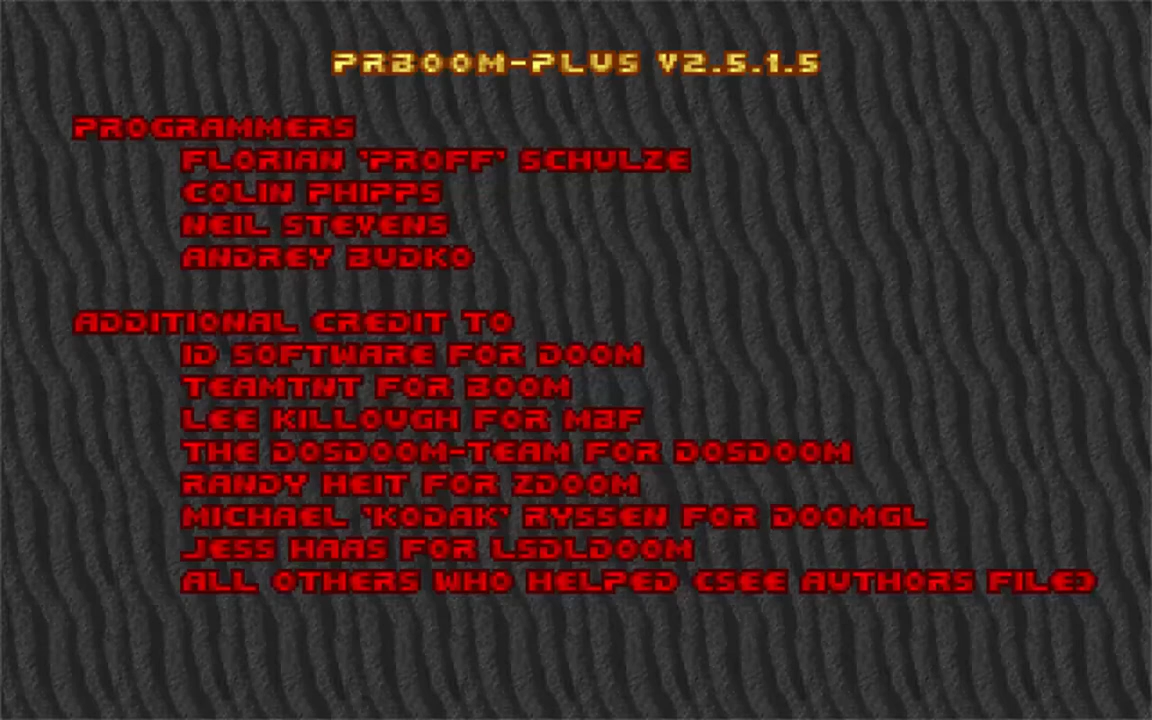 PRBOOM-PLUS V2.5.1.5
PROGRAMMERS
FLORIAN 'PROFF' SCHULZE
COLIN PHIPPS
NEIL STEVENS
ANDREY BUDKO
ADDITIONAL CREDIT TO
ID SOFTWARE FOR DOOM
TEAMTNT FOR BOOM
LEE KILLOUGH FOR MBF
THE DOSDOOM-TEAM FOR DOSDOOM
RANDY HEIT FOR ZDOOM
MICHAEL 'KODAK' RYSSEN FOR DOOMGL
JESS HAAS FOR LSDLDOOM
ALL OTHERS WHO HELPED (SEE AUTHORS FILE)